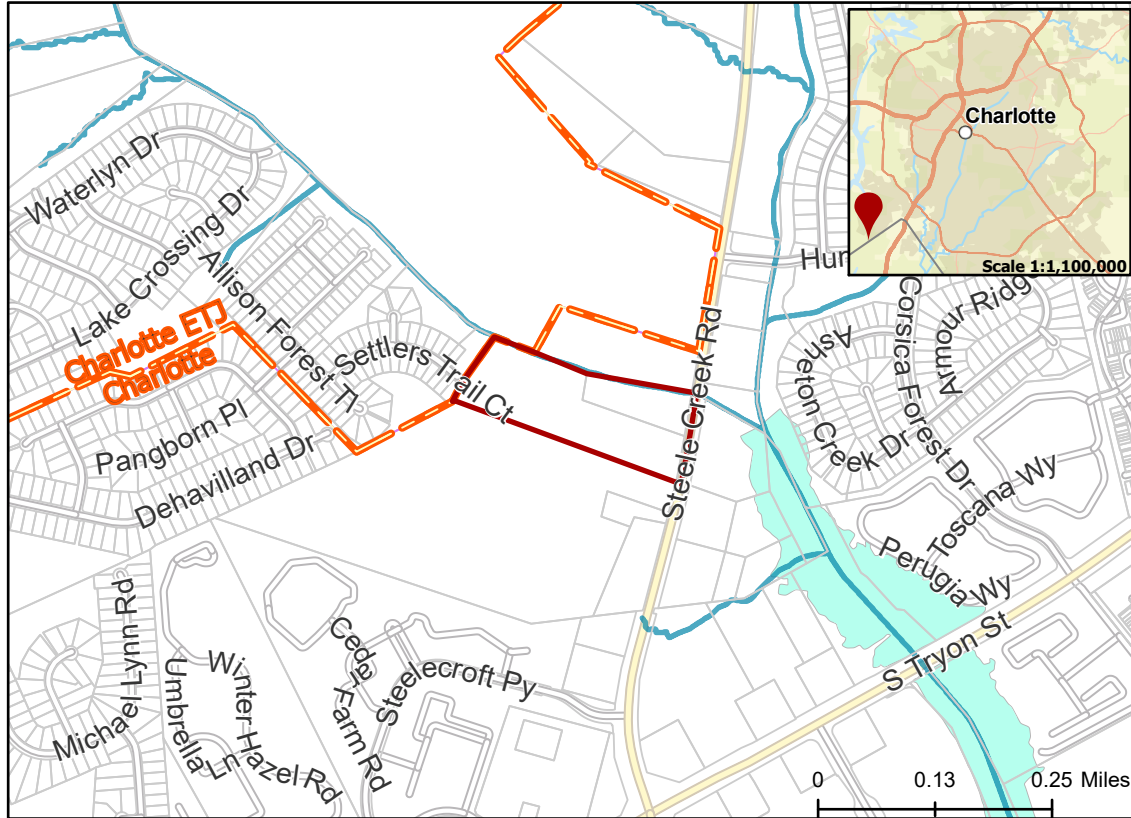 Charlotte
Scale 1:1,100,000
Waterlyn Dr
Lake Crossing Dr
Allison Forest Tl
Charlotte ETJ
Charlotte
Settlers Trail Ct
Pangborn Pl
Dehavilland Dr
Steele Creek Rd
Asheton Creek Dr
Corsica Forest Dr
Armour Ridge
Toscana Wy
Perugia Wy
S Tryon St
Michael Lynn Rd
Umbrella Ln
Winter Hazel Rd
Cedar Farm Rd
Steelecroft Py
0 0.13 0.25 Miles